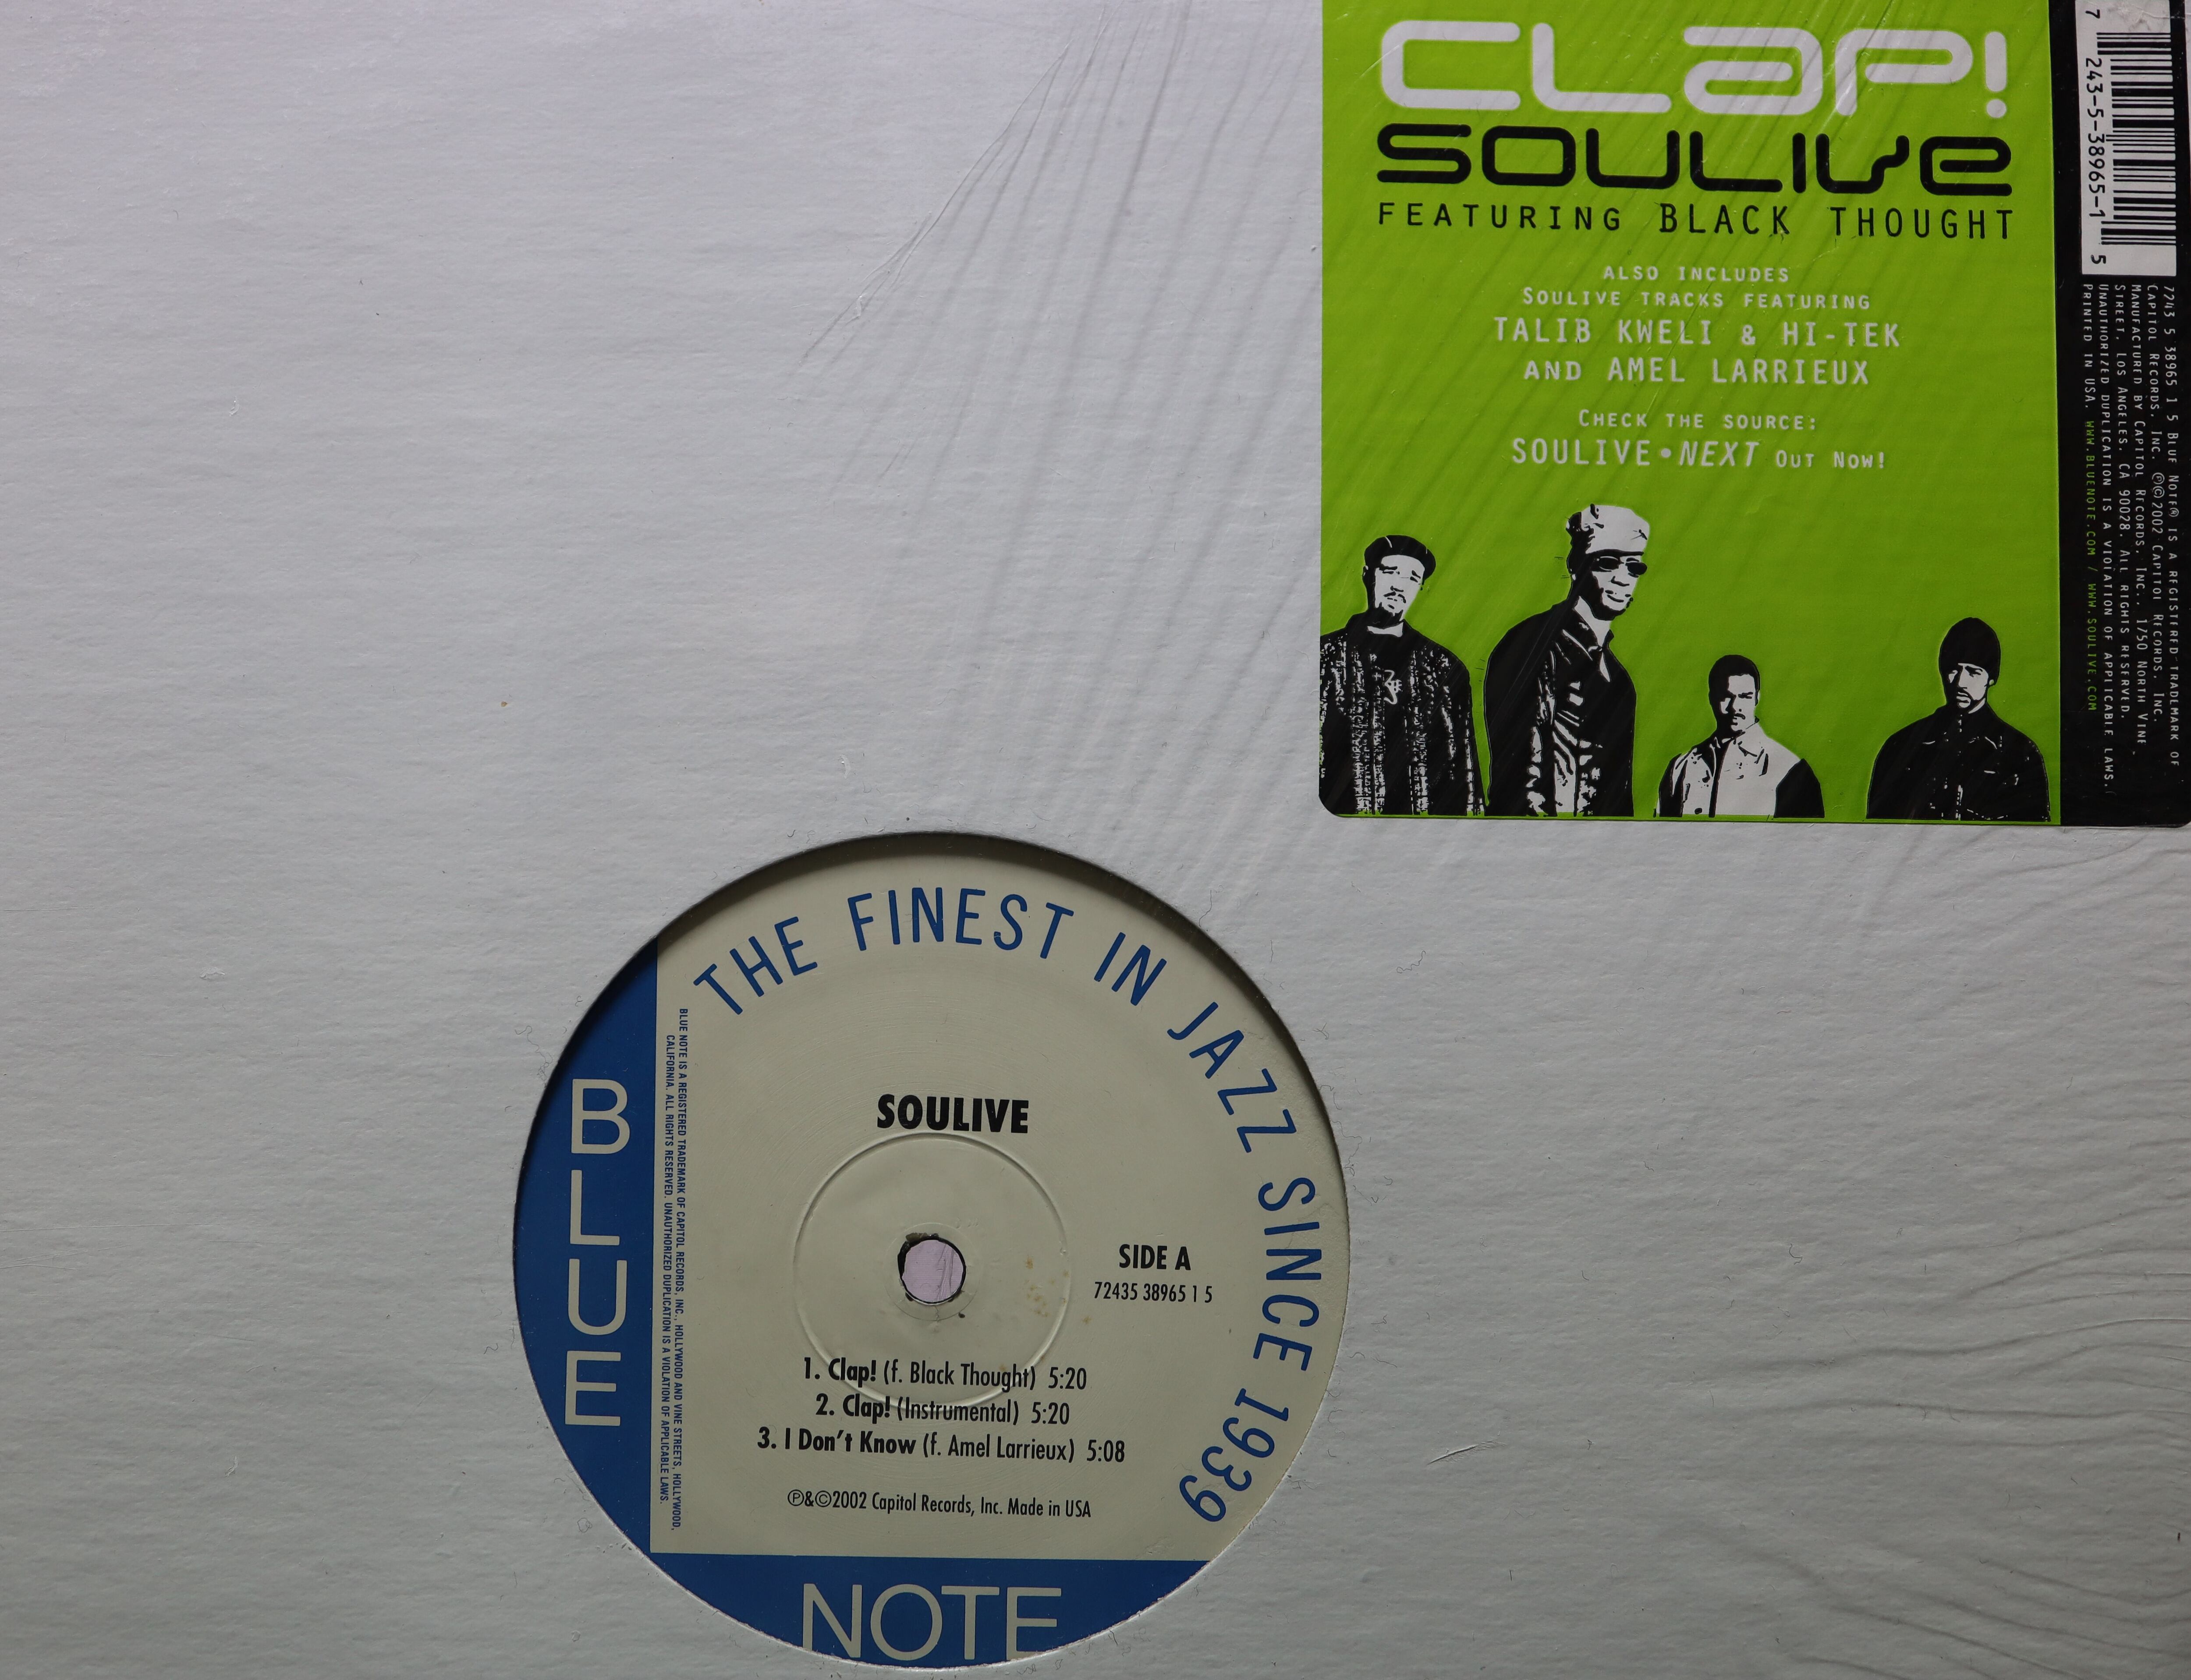 CLAP!
SOULIVE
FEATURING BLACK THOUGHT
ALSO INCLUDES
SOULIVE TRACKS FEATURING
TALIB KWELI & HI-TEK
AND AMEL LARRIEUX
CHECK THE SOURCE:
SOULIVE • NEXT OUT NOW!
7 243-5-38965-1 5
7243 5 38965 1 5 BLUE NOTE® IS A REGISTERED TRADEMARK OF
CAPITOL RECORDS, INC. ℗©2002 CAPITOL RECORDS, INC.
MANUFACTURED BY CAPITOL RECORDS, INC., 1750 NORTH VINE
STREET, LOS ANGELES, CA 90028. ALL RIGHTS RESERVED.
UNAUTHORIZED DUPLICATION IS A VIOLATION OF APPLICABLE LAWS.
PRINTED IN USA. WWW.BLUENOTE.COM / WWW.SOULIVE.COM
THE FINEST IN JAZZ SINCE 1939
BLUE
NOTE
BLUE NOTE IS A REGISTERED TRADEMARK OF CAPITOL RECORDS, INC., HOLLYWOOD AND VINE STREETS, HOLLYWOOD,
CALIFORNIA. ALL RIGHTS RESERVED. UNAUTHORIZED DUPLICATION IS A VIOLATION OF APPLICABLE LAWS.
SOULIVE
SIDE A
72435 38965 1 5
1. Clap! (f. Black Thought) 5:20
2. Clap! (Instrumental) 5:20
3. I Don't Know (f. Amel Larrieux) 5:08
℗&©2002 Capitol Records, Inc. Made in USA